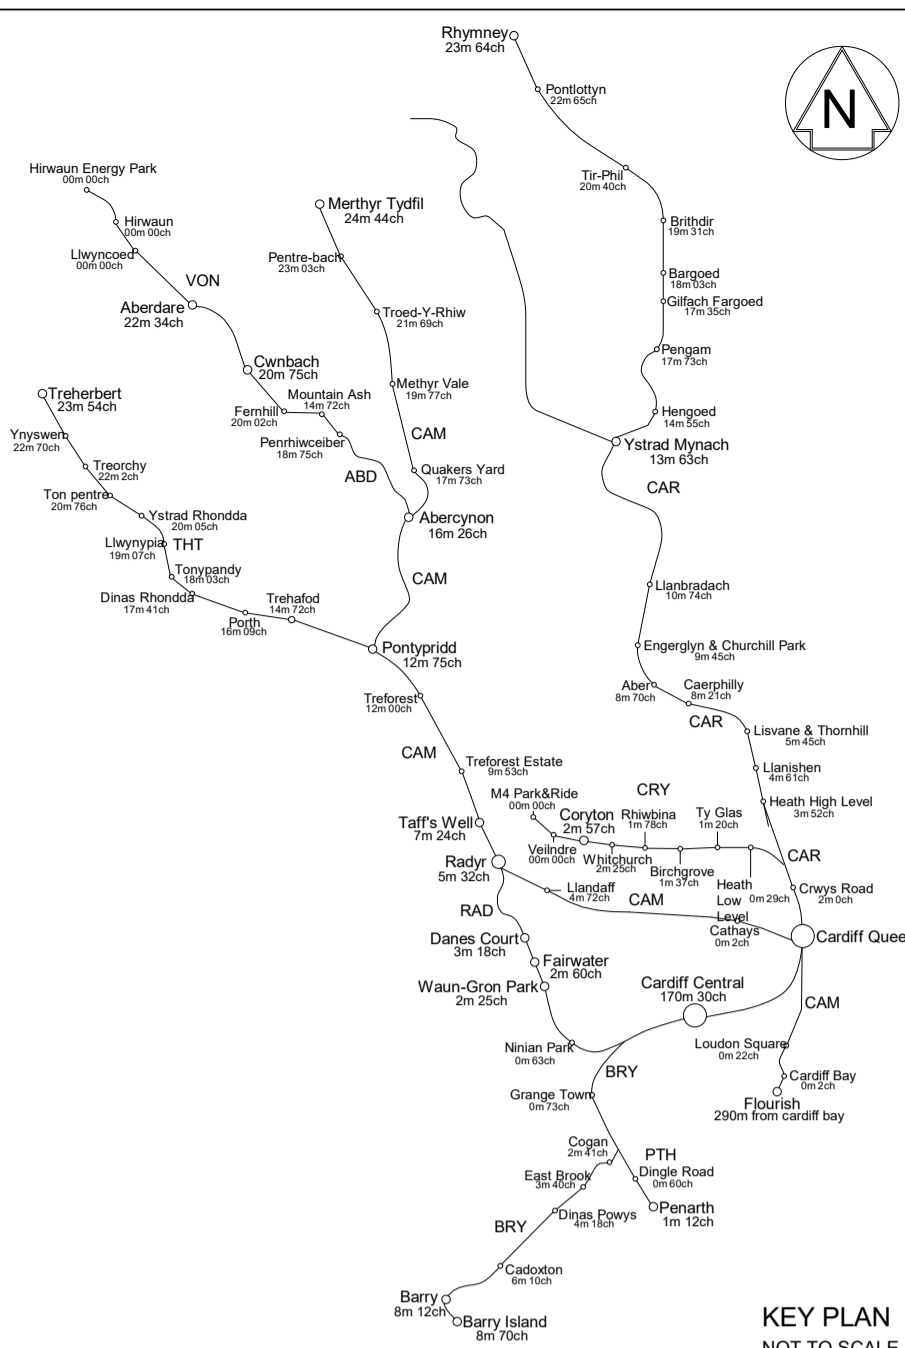 Rhymney
23m 64ch
Pontlottyn
22m 65ch
N
Tir-Phil
20m 40ch
Hirwaun Energy Park
00m 00ch
Hirwaun
00m 00ch
Llwyncoed
00m 00ch
VON
Aberdare
22m 34ch
Merthyr Tydfil
24m 44ch
Pentre-bach
23m 03ch
Troed-Y-Rhiw
21m 69ch
Brithdir
19m 31ch
Bargoed
18m 03ch
Gilfach Fargoed
17m 35ch
Pengam
17m 73ch
Cwnbach
20m 75ch
Methyr Vale
19m 77ch
Treherbert
23m 54ch
Mountain Ash
14m 72ch
Fernhill
20m 02ch
Penrhiwceiber
18m 75ch
CAM
Hengoed
14m 55ch
Ynyswen
22m 70ch
Treorchy
22m 2ch
Ton pentre
20m 76ch
ABD
Quakers Yard
17m 73ch
Ystrad Mynach
13m 63ch
CAR
Ystrad Rhondda
20m 05ch
Abercynon
16m 26ch
Llwynypia
19m 07ch
THT
Tonypandy
18m 03ch
Dinas Rhondda
17m 41ch
Trehafod
14m 72ch
Porth
16m 09ch
CAM
Llanbradach
10m 74ch
Pontypridd
12m 75ch
Engerglyn & Churchill Park
9m 45ch
Treforest
12m 00ch
Aber
8m 70ch
Caerphilly
8m 21ch
CAR
Lisvane & Thornhill
5m 45ch
CAM
Treforest Estate
9m 53ch
Llanishen
4m 61ch
M4 Park&Ride
00m 00ch
CRY
Heath High Level
3m 52ch
Taff's Well
7m 24ch
Coryton
2m 57ch
Rhiwbina
1m 78ch
Ty Glas
1m 20ch
Veilndre
00m 00ch
Whitchurch
2m 25ch
Birchgrove
1m 37ch
CAR
Radyr
5m 32ch
Llandaff
4m 72ch
CAM
Heath
Low
Level
0m 29ch
Crwys Road
2m 0ch
RAD
Cathays
0m 2ch
Cardiff Quee
Danes Court
3m 18ch
Fairwater
2m 60ch
Waun-Gron Park
2m 25ch
Cardiff Central
170m 30ch
CAM
Ninian Park
0m 63ch
Loudon Square
0m 22ch
BRY
Cardiff Bay
0m 2ch
Grange Town
0m 73ch
Flourish
290m from cardiff bay
Cogan
2m 41ch
PTH
Dingle Road
0m 60ch
East Brook
3m 40ch
Penarth
1m 12ch
Dinas Powys
4m 18ch
BRY
Cadoxton
6m 10ch
Barry
8m 12ch
Barry Island
8m 70ch
KEY PLAN
NOT TO SCALE